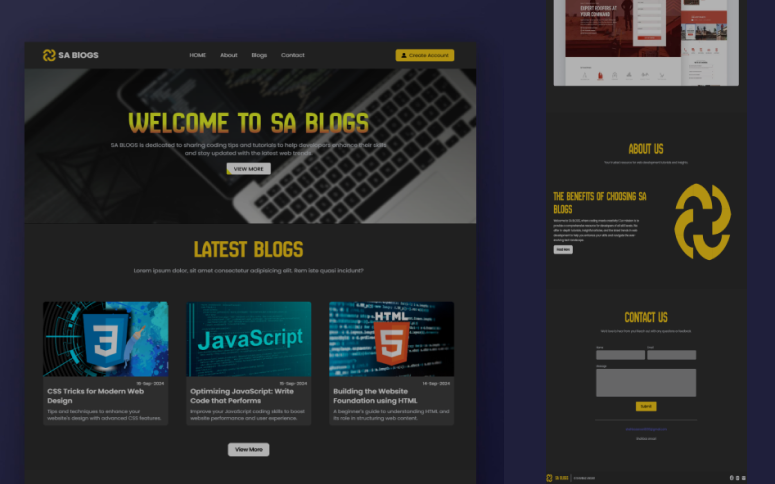 SA BlOGS
HOME
About
Blogs
Contact
Create Account
WELCOME TO SA BLOGS
SA BLOGS is dedicated to sharing coding tips and tutorials to help developers enhance their skills
and stay updated with the latest web trends.
VIEW MORE
LATEST BLOGS
Lorem ipsum dolor, sit amet consectetur adipisicing elit. Rem iste quasi incidunt?
3
JavaScript
HTML
5
18-Sep-2024
CSS Tricks for Modern Web
Design
Tips and techniques to enhance your
website's design with advanced CSS features.
16-Sep-2024
Optimizing JavaScript: Write
Code that Performs
Improve your JavaScript coding skills to boost
website performance and user experience.
14-Sep-2024
Building the Website
Foundation using HTML
A beginner's guide to understanding HTML and
its role in structuring web content.
View More
EXPERT EDITORS AT
YOUR COMMAND
ABOUT US
THE BENEFITS OF CHOOSING SA
BLOGS
CONTACT US
Name
Email
Message
Submit
SA BLOGS